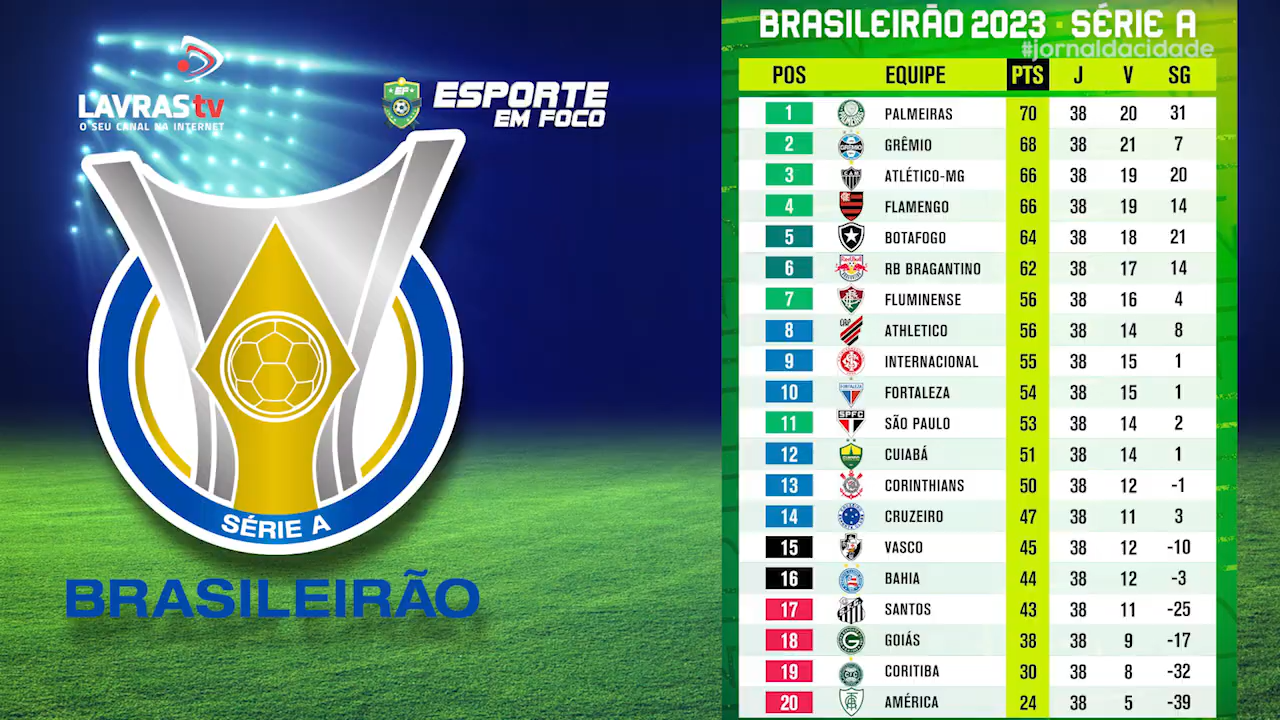 LAVRAStv
O SEU CANAL NA INTERNET
EF
ESPORTE
EM FOCO
SÉRIE A
BRASILEIRÃO
BRASILEIRÃO 2023 · SÉRIE A
#jornaldacidade
POS EQUIPE PTS J V SG
1 PALMEIRAS 70 38 20 31
2 GRÊMIO 68 38 21 7
3 ATLÉTICO-MG 66 38 19 20
4 FLAMENGO 66 38 19 14
5 BOTAFOGO 64 38 18 21
6 RB BRAGANTINO 62 38 17 14
7 FLUMINENSE 56 38 16 4
8 ATHLETICO 56 38 14 8
9 INTERNACIONAL 55 38 15 1
10 FORTALEZA 54 38 15 1
11 SPFC SÃO PAULO 53 38 14 2
12 CUIABÁ 51 38 14 1
13 CORINTHIANS 50 38 12 -1
14 CRUZEIRO 47 38 11 3
15 VASCO 45 38 12 -10
16 BAHIA 44 38 12 -3
17 SANTOS 43 38 11 -25
18 GOIÁS 38 38 9 -17
19 CORITIBA 30 38 8 -32
20 AMÉRICA 24 38 5 -39